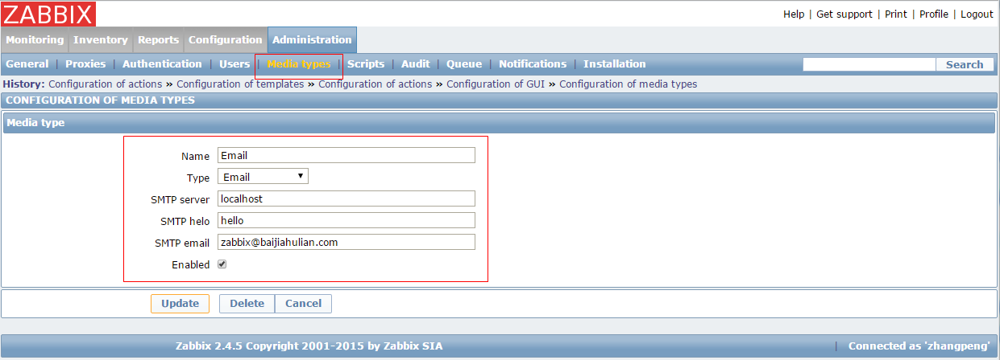 ZABBIX
Help | Get support | Print | Profile | Logout
Monitoring Inventory Reports Configuration Administration
General | Proxies | Authentication | Users | Media types | Scripts | Audit | Queue | Notifications | Installation Search
History: Configuration of actions » Configuration of templates » Configuration of actions » Configuration of GUI » Configuration of media types
CONFIGURATION OF MEDIA TYPES
Media type
Name Email
Type Email
SMTP server localhost
SMTP helo hello
SMTP email zabbix@baijiahulian.com
Enabled
Update Delete Cancel
Zabbix 2.4.5 Copyright 2001-2015 by Zabbix SIA | Connected as 'zhangpeng'